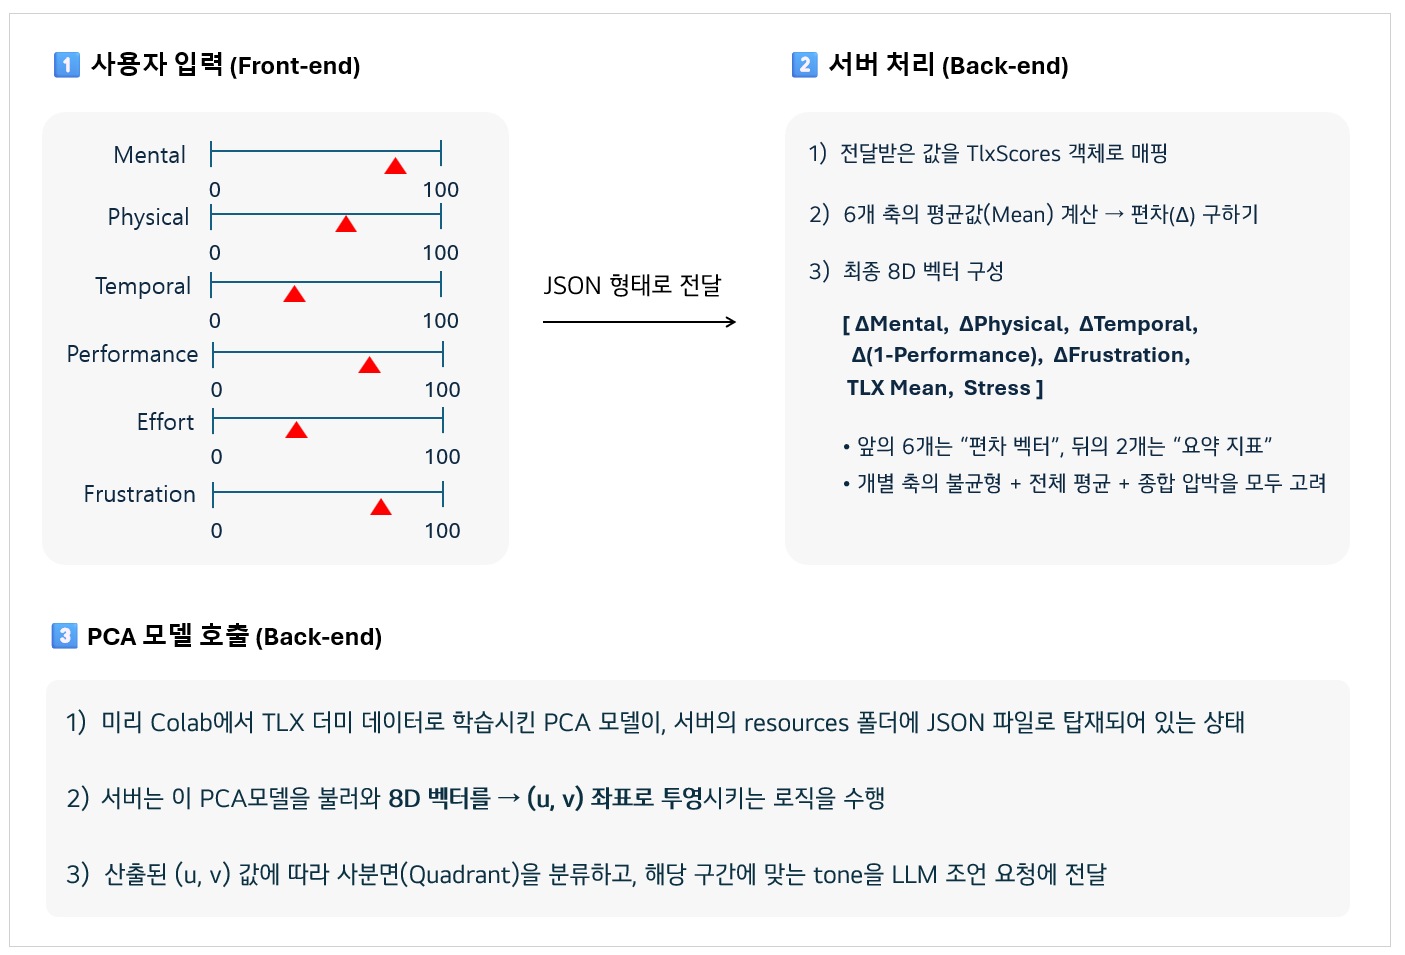 1 사용자 입력 (Front-end)
Mental
0 100
Physical
0 100
Temporal
0 100
Performance
0 100
Effort
0 100
Frustration
0 100
JSON 형태로 전달
2 서버 처리 (Back-end)
1) 전달받은 값을 TlxScores 객체로 매핑
2) 6개 축의 평균값(Mean) 계산 → 편차(Δ) 구하기
3) 최종 8D 벡터 구성
[ ΔMental, ΔPhysical, ΔTemporal,
Δ(1-Performance), ΔFrustration,
TLX Mean, Stress ]
• 앞의 6개는 “편차 벡터”, 뒤의 2개는 “요약 지표”
• 개별 축의 불균형 + 전체 평균 + 종합 압박을 모두 고려
3 PCA 모델 호출 (Back-end)
1) 미리 Colab에서 TLX 더미 데이터로 학습시킨 PCA 모델이, 서버의 resources 폴더에 JSON 파일로 탑재되어 있는 상태
2) 서버는 이 PCA모델을 불러와 8D 벡터를 → (u, v) 좌표로 투영시키는 로직을 수행
3) 산출된 (u, v) 값에 따라 사분면(Quadrant)을 분류하고, 해당 구간에 맞는 tone을 LLM 조언 요청에 전달